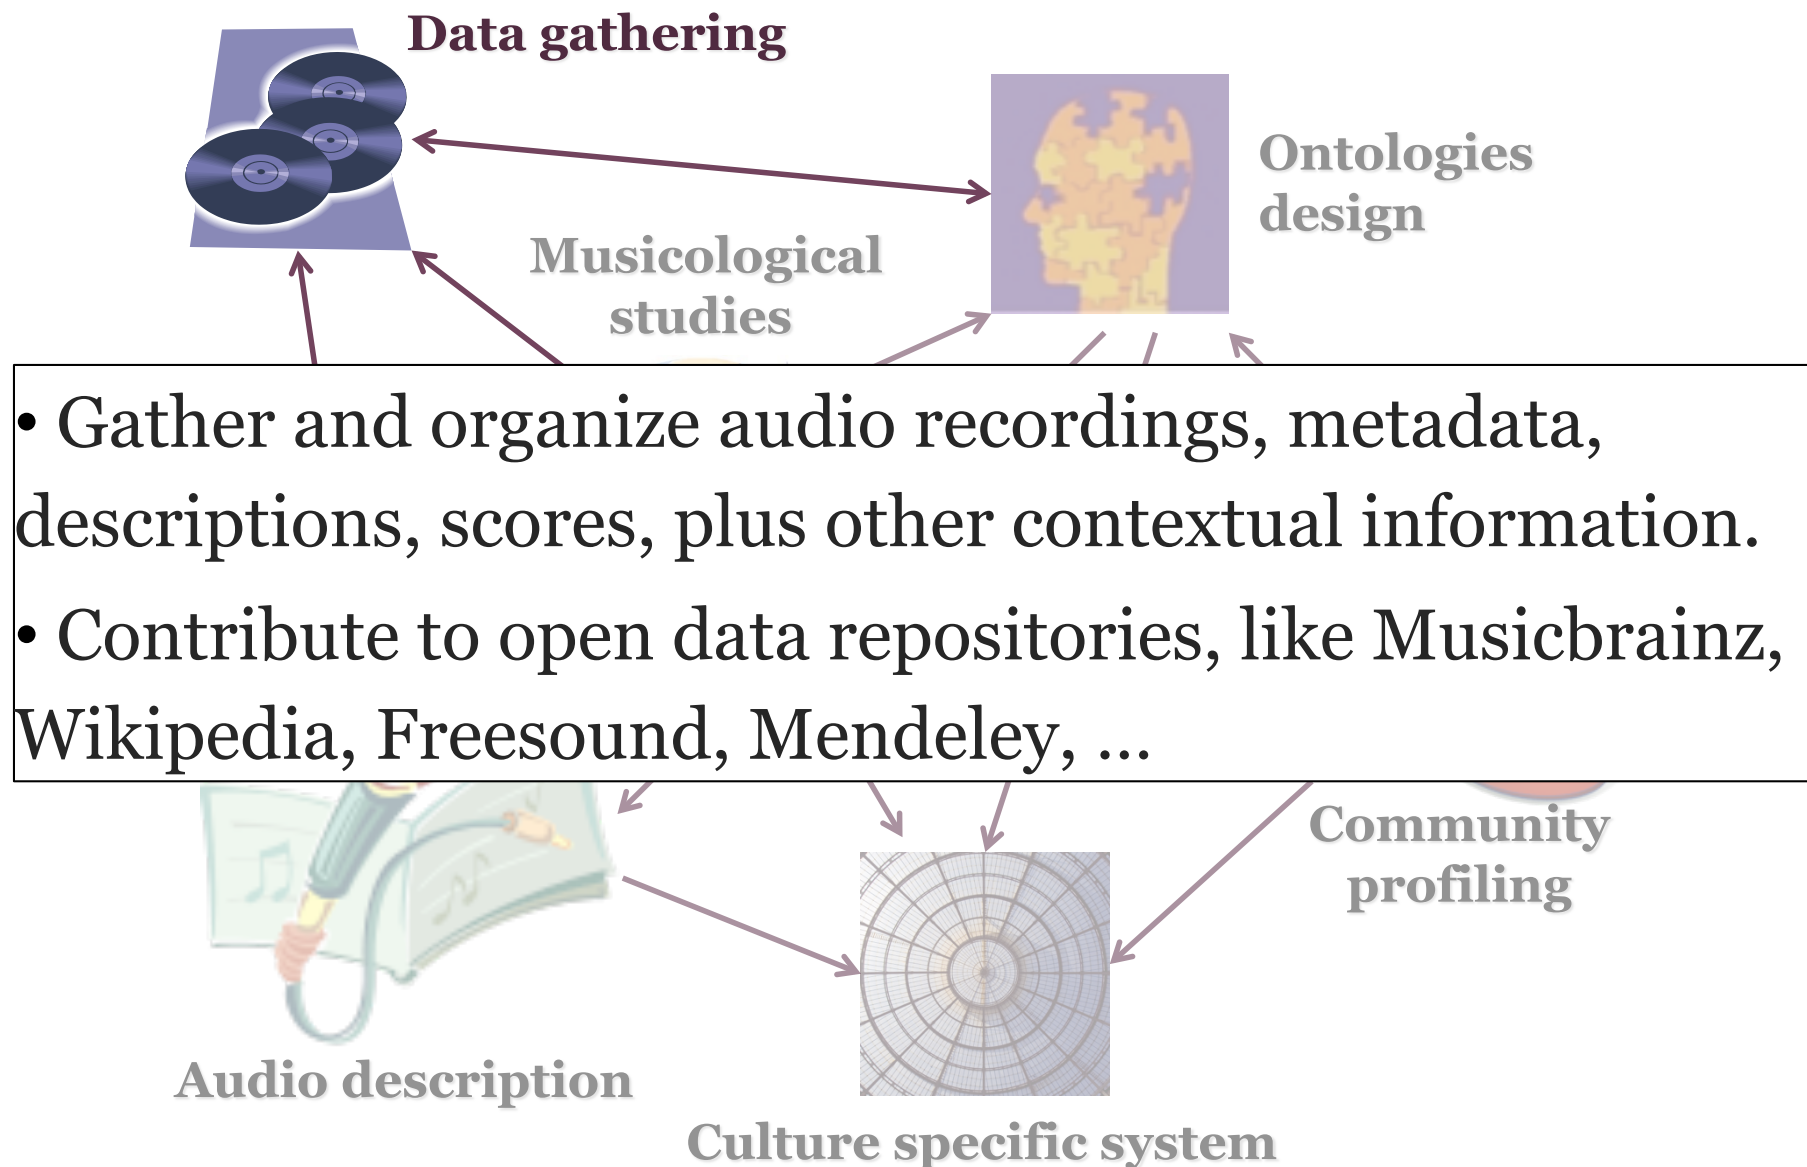 Data gathering
Ontologies
design
Musicological
studies
• Gather and organize audio recordings, metadata,
descriptions, scores, plus other contextual information.
• Contribute to open data repositories, like Musicbrainz,
Wikipedia, Freesound, Mendeley, ...
Community
profiling
Audio description
Culture specific system